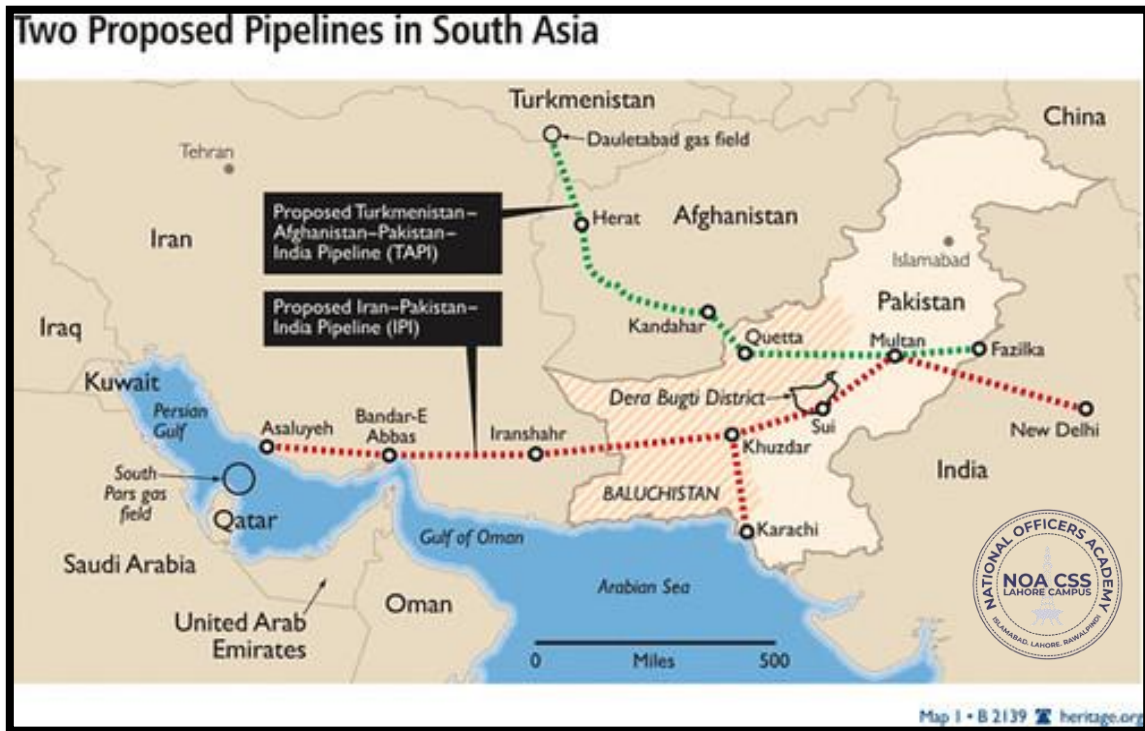 Two Proposed Pipelines in South Asia
Turkmenistan
China
Dauletabad gas field
Tehran
Proposed Turkmenistan–
Afghanistan–Pakistan–
India Pipeline (TAPI)
Herat
Afghanistan
Iran
Islamabad
Proposed Iran–Pakistan–
India Pipeline (IPI)
Pakistan
Iraq
Kandahar
Quetta
Multan
Fazilka
Kuwait
Dera Bugti District
Persian
Gulf
Asaluyeh
Bandar-E
Abbas
Iranshahr
Sui
Khuzdar
New Delhi
South
Pars gas
field
India
BALUCHISTAN
Qatar
Karachi
Gulf of Oman
Saudi Arabia
Arabian Sea
Oman
United Arab
Emirates
0 Miles 500
NATIONAL OFFICERS ACADEMY
NOA CSS
LAHORE CAMPUS
ISLAMABAD, LAHORE, RAWALPINDI
Map 1 • B 2139 heritage.org